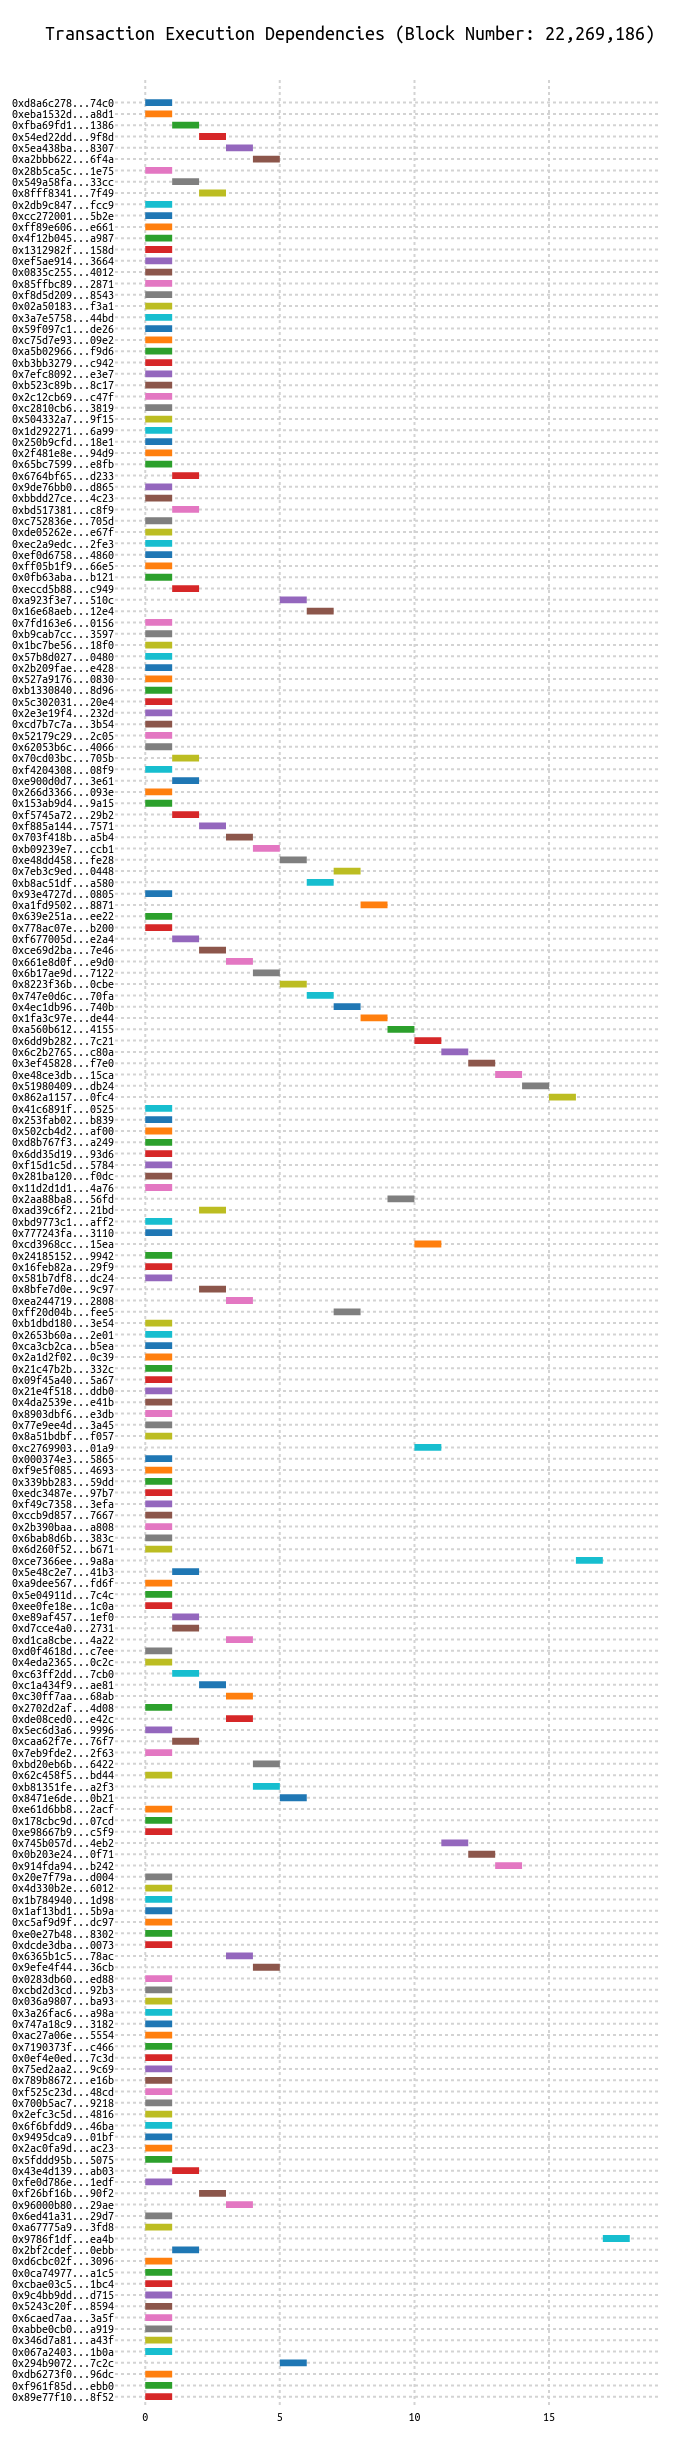 Transaction Execution Dependencies (Block Number: 22,269,186)
0xd8a6c278...74c0
0xeba1532d...a8d1
0xfba69fd1...1386
0x54ed22dd...9f8d
0x5ea438ba...8307
0xa2bbb622...6f4a
0x28b5ca5c...1e75
0x549a58fa...33cc
0x8fff8341...7f49
0x2db9c847...fcc9
0xcc272001...5b2e
0xff89e606...e661
0x4f12b045...a987
0x1312982f...158d
0xef5ae914...3664
0x0835c255...4012
0x85ffbc89...2871
0xf8d5d209...8543
0x02a50183...f3a1
0x3a7e5758...44bd
0x59f097c1...de26
0xc75d7e93...09e2
0xa5b02966...f9d6
0xb3bb3279...c942
0x7efc8092...e3e7
0xb523c89b...8c17
0x2c12cb69...c47f
0xc2810cb6...3819
0x504332a7...9f15
0x1d292271...6a99
0x250b9cfd...18e1
0x2f481e8e...94d9
0x65bc7599...e8fb
0x6764bf65...d233
0x9de76bb0...d865
0xbbdd27ce...4c23
0xbd517381...c8f9
0xc752836e...705d
0xde05262e...e67f
0xec2a9edc...2fe3
0xef0d6758...4860
0xff05b1f9...66e5
0x0fb63aba...b121
0xeccd5b88...c949
0xa923f3e7...510c
0x16e68aeb...12e4
0x7fd163e6...0156
0xb9cab7cc...3597
0x1bc7be56...18f0
0x57b8d027...0480
0x2b209fae...e428
0x527a9176...0830
0xb1330840...8d96
0x5c302031...20e4
0x2e3e19f4...232d
0xcd7b7c7a...3b54
0x52179c29...2c05
0x62053b6c...4066
0x70cd03bc...705b
0xf4204308...08f9
0xe900d0d7...3e61
0x266d3366...093e
0x153ab9d4...9a15
0xf5745a72...29b2
0xf885a144...7571
0x703f418b...a5b4
0xb09239e7...ccb1
0xe48dd458...fe28
0x7eb3c9ed...0448
0xb8ac51df...a580
0x93e4727d...0805
0xa1fd9502...8871
0x639e251a...ee22
0x778ac07e...b200
0xf677005d...e2a4
0xce69d2ba...7e46
0x661e8d0f...e9d0
0x6b17ae9d...7122
0x8223f36b...0cbe
0x747e0d6c...70fa
0x4ec1db96...740b
0x1fa3c97e...de44
0xa560b612...4155
0x6dd9b282...7c21
0x6c2b2765...c80a
0x3ef45828...f7e0
0xe48ce3db...15ca
0x51980409...db24
0x862a1157...0fc4
0x41c6891f...0525
0x253fab02...b839
0x502cb4d2...af00
0xd8b767f3...a249
0x6dd35d19...93d6
0xf15d1c5d...5784
0x281ba120...f0dc
0x11d2d1d1...4a76
0x2aa88ba8...56fd
0xad39c6f2...21bd
0xbd9773c1...aff2
0x777243fa...3110
0xcd3968cc...15ea
0x24185152...9942
0x16feb82a...29f9
0x581b7df8...dc24
0x8bfe7d0e...9c97
0xea244719...2808
0xff20d04b...fee5
0xb1dbd180...3e54
0x2653b60a...2e01
0xca3cb2ca...b5ea
0x2a1d2f02...0c39
0x21c47b2b...332c
0x09f45a40...5a67
0x21e4f518...ddb0
0x4da2539e...e41b
0x8903dbf6...e3db
0x77e9ee4d...3a45
0x8a51bdbf...f057
0xc2769903...01a9
0x000374e3...5865
0xf9e5f085...4693
0x339bb283...59dd
0xedc3487e...97b7
0xf49c7358...3efa
0xccb9d857...7667
0x2b390baa...a808
0x6bab8d6b...383c
0x6d260f52...b671
0xce7366ee...9a8a
0x5e48c2e7...41b3
0xa9dee567...fd6f
0x5e04911d...7c4c
0xee0fe18e...1c0a
0xe89af457...1ef0
0xd7cce4a0...2731
0xd1ca8cbe...4a22
0xd0f4618d...c7ee
0x4eda2365...0c2c
0xc63ff2dd...7cb0
0xc1a434f9...ae81
0xc30ff7aa...68ab
0x2702d2af...4d08
0xde08ced0...e42c
0x5ec6d3a6...9996
0xcaa62f7e...76f7
0x7eb9fde2...2f63
0xbd20eb6b...6422
0x62c458f5...bd44
0xb81351fe...a2f3
0x8471e6de...0b21
0xe61d6bb8...2acf
0x178cbc9d...07cd
0xe98667b9...c5f9
0x745b057d...4eb2
0x0b203e24...0f71
0x914fda94...b242
0x20e7f79a...d004
0x4d330b2e...6012
0x1b784940...1d98
0x1af13bd1...5b9a
0xc5af9d9f...dc97
0xe0e27b48...8302
0xdcde3dba...0073
0x6365b1c5...78ac
0x9efe4f44...36cb
0x0283db60...ed88
0xcbd2d3cd...92b3
0x036a9807...ba93
0x3a26fac6...a98a
0x747a18c9...3182
0xac27a06e...5554
0x7190373f...c466
0x0ef4e0ed...7c3d
0x75ed2aa2...9c69
0x789b8672...e16b
0xf525c23d...48cd
0x700b5ac7...9218
0x2efc3c5d...4816
0x6f6bfdd9...46ba
0x9495dca9...01bf
0x2ac0fa9d...ac23
0x5fddd95b...5075
0x43e4d139...ab03
0xfe0d786e...1edf
0xf26bf16b...90f2
0x96000b80...29ae
0x6ed41a31...29d7
0xa67775a9...3fd8
0x9786f1df...ea4b
0x2bf2cdef...0ebb
0xd6cbc02f...3096
0x0ca74977...a1c5
0xcbae03c5...1bc4
0x9c4bb9dd...d715
0x5243c20f...8594
0x6caed7aa...3a5f
0xabbe0cb0...a919
0x346d7a81...a43f
0x067a2403...1b0a
0x294b9072...7c2c
0xdb6273f0...96dc
0xf961f85d...ebb0
0x89e77f10...8f52
0 5 10 15